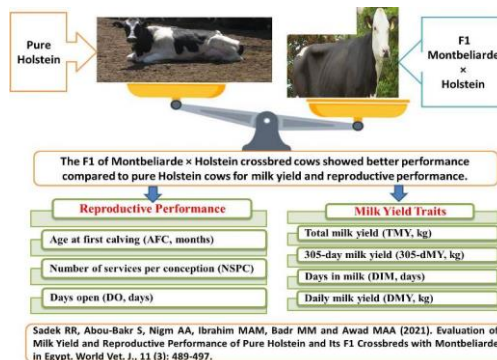 Pure
Holstein
F1
Montbeliarde
×
Holstein
The F1 of Montbeliarde × Holstein crossbred cows showed better performance
compared to pure Holstein cows for milk yield and reproductive performance.
Reproductive Performance
Age at first calving (AFC, months)
Number of services per conception (NSPC)
Days open (DO, days)
Milk Yield Traits
Total milk yield (TMY, kg)
305-day milk yield (305-dMY, kg)
Days in milk (DIM, days)
Daily milk yield (DMY, kg)
Sadek RR, Abou-Bakr S, Nigm AA, Ibrahim MAM, Badr MM and Awad MAA (2021). Evaluation of
Milk Yield and Reproductive Performance of Pure Holstein and Its F1 Crossbreds with Montbeliarde
in Egypt. World Vet. J., 11 (3): 489-497.